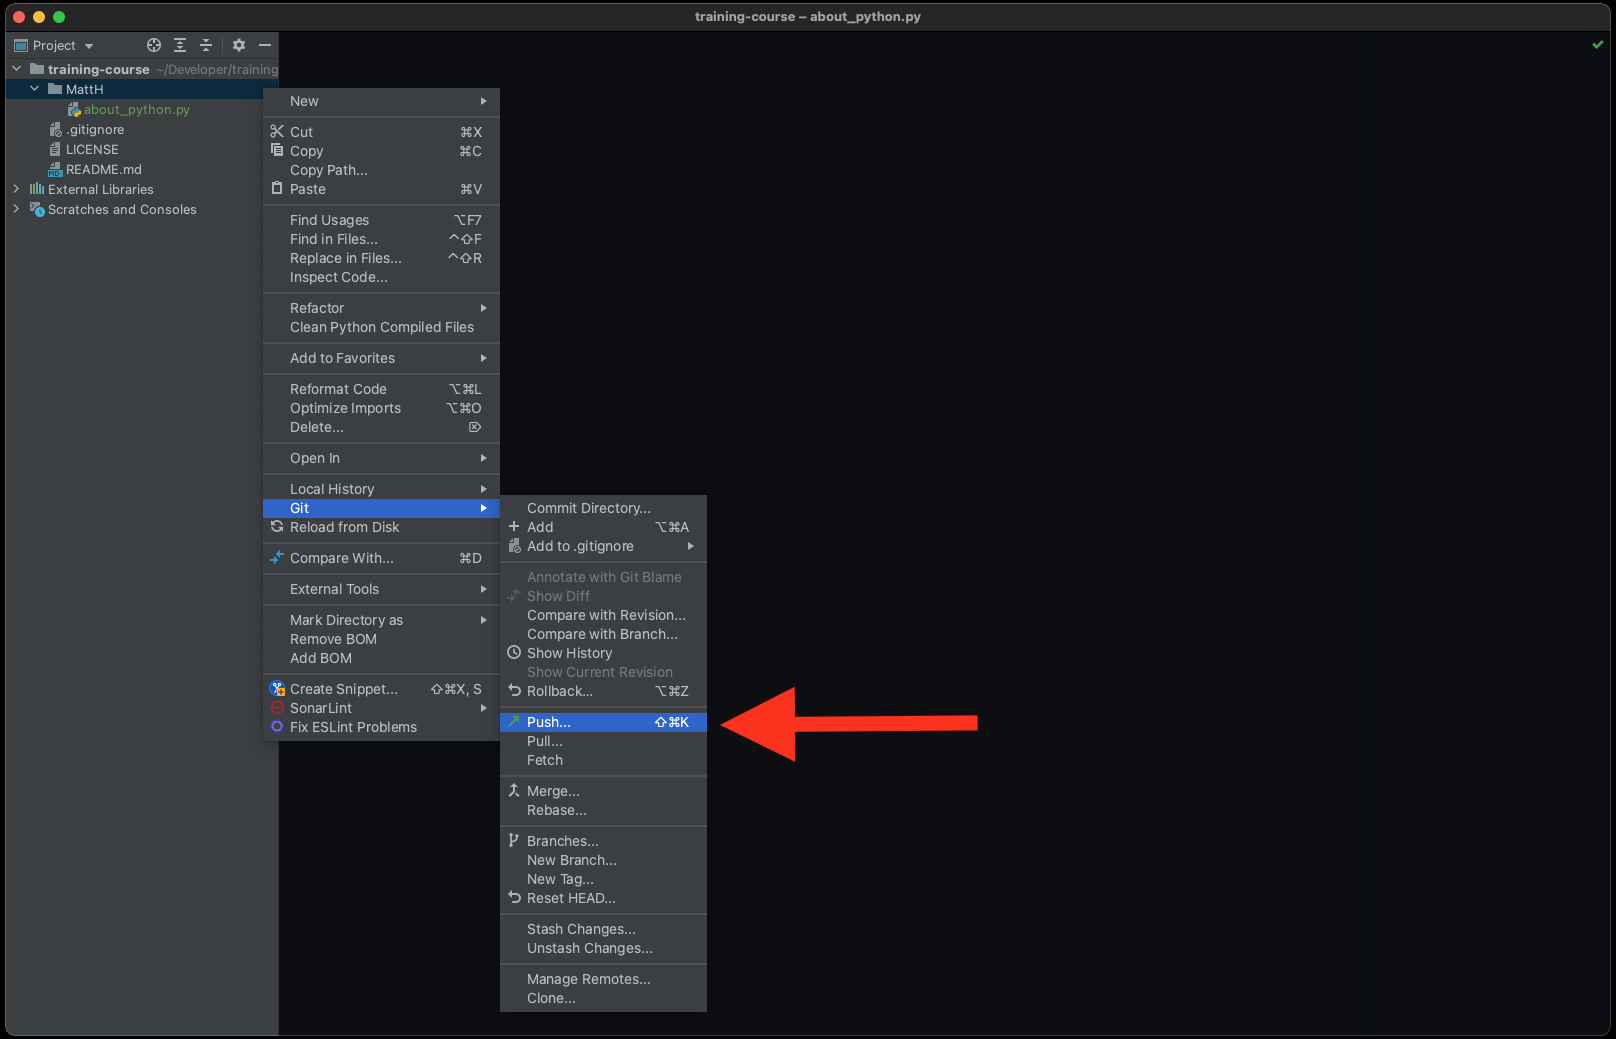 training-course – about_python.py
Project
training-course ~/Developer/training
MattH
about_python.py
.gitignore
LICENSE
README.md
External Libraries
Scratches and Consoles
New
Cut ⌘X
Copy ⌘C
Copy Path...
Paste ⌘V
Find Usages ⌥F7
Find in Files... ^⇧F
Replace in Files... ^⇧R
Inspect Code...
Refactor
Clean Python Compiled Files
Add to Favorites
Reformat Code ⌥⌘L
Optimize Imports ⌥⌘O
Delete... ⌦
Open In
Local History
Git
Reload from Disk
Compare With... ⌘D
External Tools
Mark Directory as
Remove BOM
Add BOM
Create Snippet... ⇧⌘X, S
SonarLint
Fix ESLint Problems
Commit Directory...
Add ⌥⌘A
Add to .gitignore
Annotate with Git Blame
Show Diff
Compare with Revision...
Compare with Branch...
Show History
Show Current Revision
Rollback... ⌥⌘Z
Push... ⇧⌘K
Pull...
Fetch
Merge...
Rebase...
Branches...
New Branch...
New Tag...
Reset HEAD...
Stash Changes...
Unstash Changes...
Manage Remotes...
Clone...